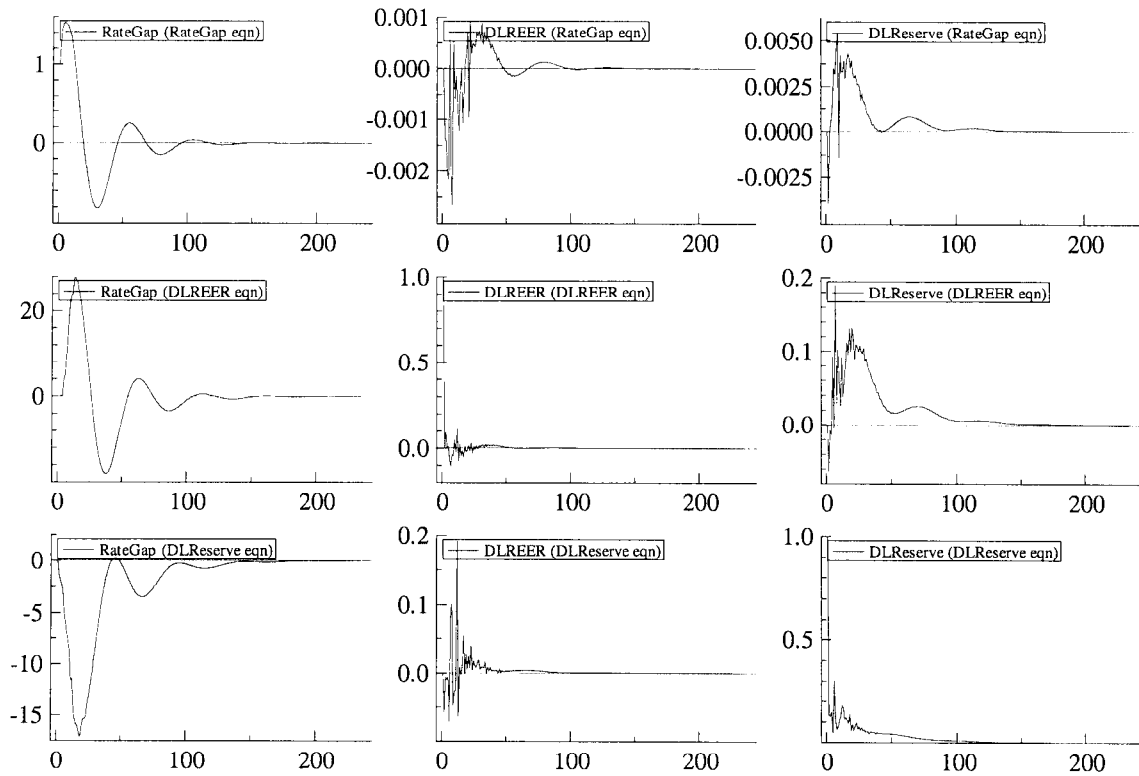 RateGap (RateGap eqn)
1
0
0 100 200
DLREER (RateGap eqn)
0.001
0.000
-0.001
-0.002
0 100 200
DLReserve (RateGap eqn)
0.0050
0.0025
0.0000
-0.0025
0 100 200
RateGap (DLREER eqn)
20
0
0 100 200
DLREER (DLREER eqn)
1.0
0.5
0.0
0 100 200
DLReserve (DLREER eqn)
0.2
0.1
0.0
0 100 200
RateGap (DLReserve eqn)
0
-5
-10
-15
0 100 200
DLREER (DLReserve eqn)
0.2
0.1
0.0
0 100 200
DLReserve (DLReserve eqn)
1.0
0.5
0 100 200